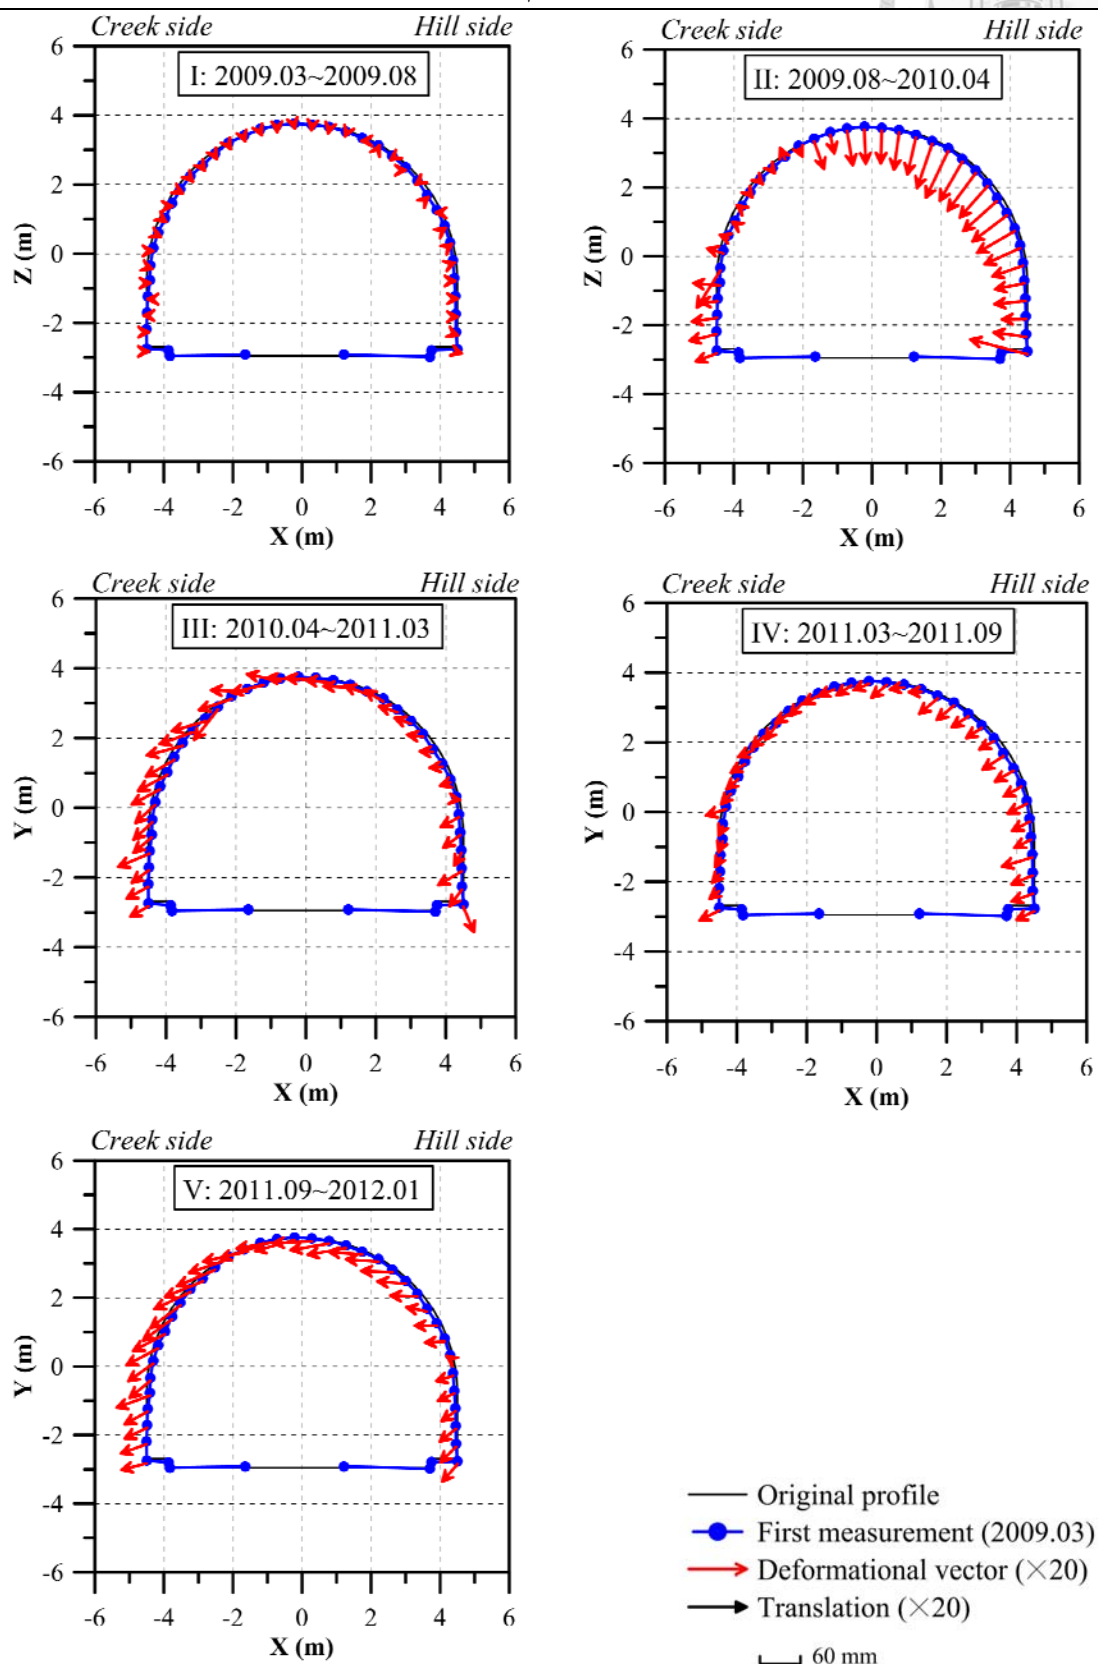 Creek side Hill side
I: 2009.03~2009.08
6
4
2
0
-2
-4
-6
Z (m)
-6 -4 -2 0 2 4 6
X (m)
Creek side Hill side
II: 2009.08~2010.04
6
4
2
0
-2
-4
-6
Z (m)
-6 -4 -2 0 2 4 6
X (m)
Creek side Hill side
III: 2010.04~2011.03
6
4
2
0
-2
-4
-6
Y (m)
-6 -4 -2 0 2 4 6
X (m)
Creek side Hill side
IV: 2011.03~2011.09
6
4
2
0
-2
-4
-6
Y (m)
-6 -4 -2 0 2 4 6
X (m)
Creek side Hill side
V: 2011.09~2012.01
6
4
2
0
-2
-4
-6
Y (m)
-6 -4 -2 0 2 4 6
X (m)
Original profile
First measurement (2009.03)
Deformational vector (×20)
Translation (×20)
60 mm